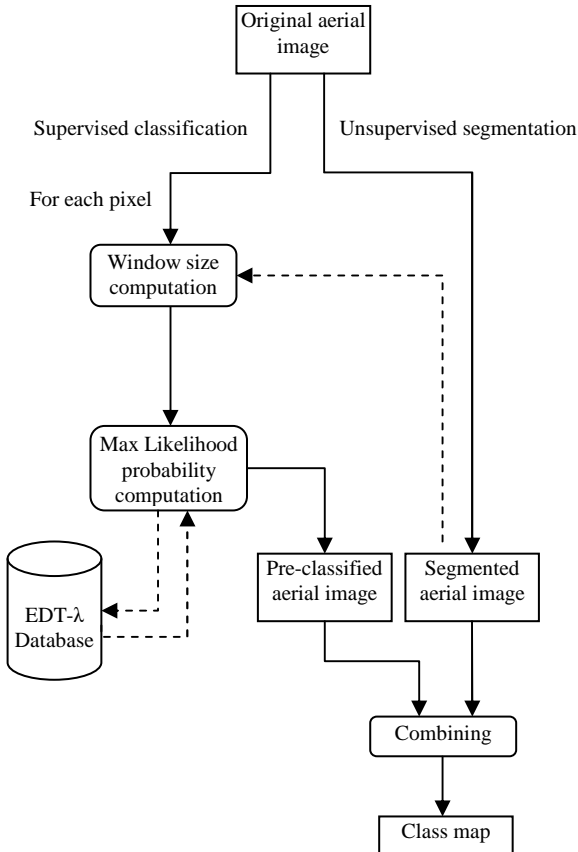 Original aerial
image
Supervised classification
Unsupervised segmentation
For each pixel
Window size
computation
Max Likelihood
probability
computation
EDT-λ
Database
Pre-classified
aerial image
Segmented
aerial image
Combining
Class map